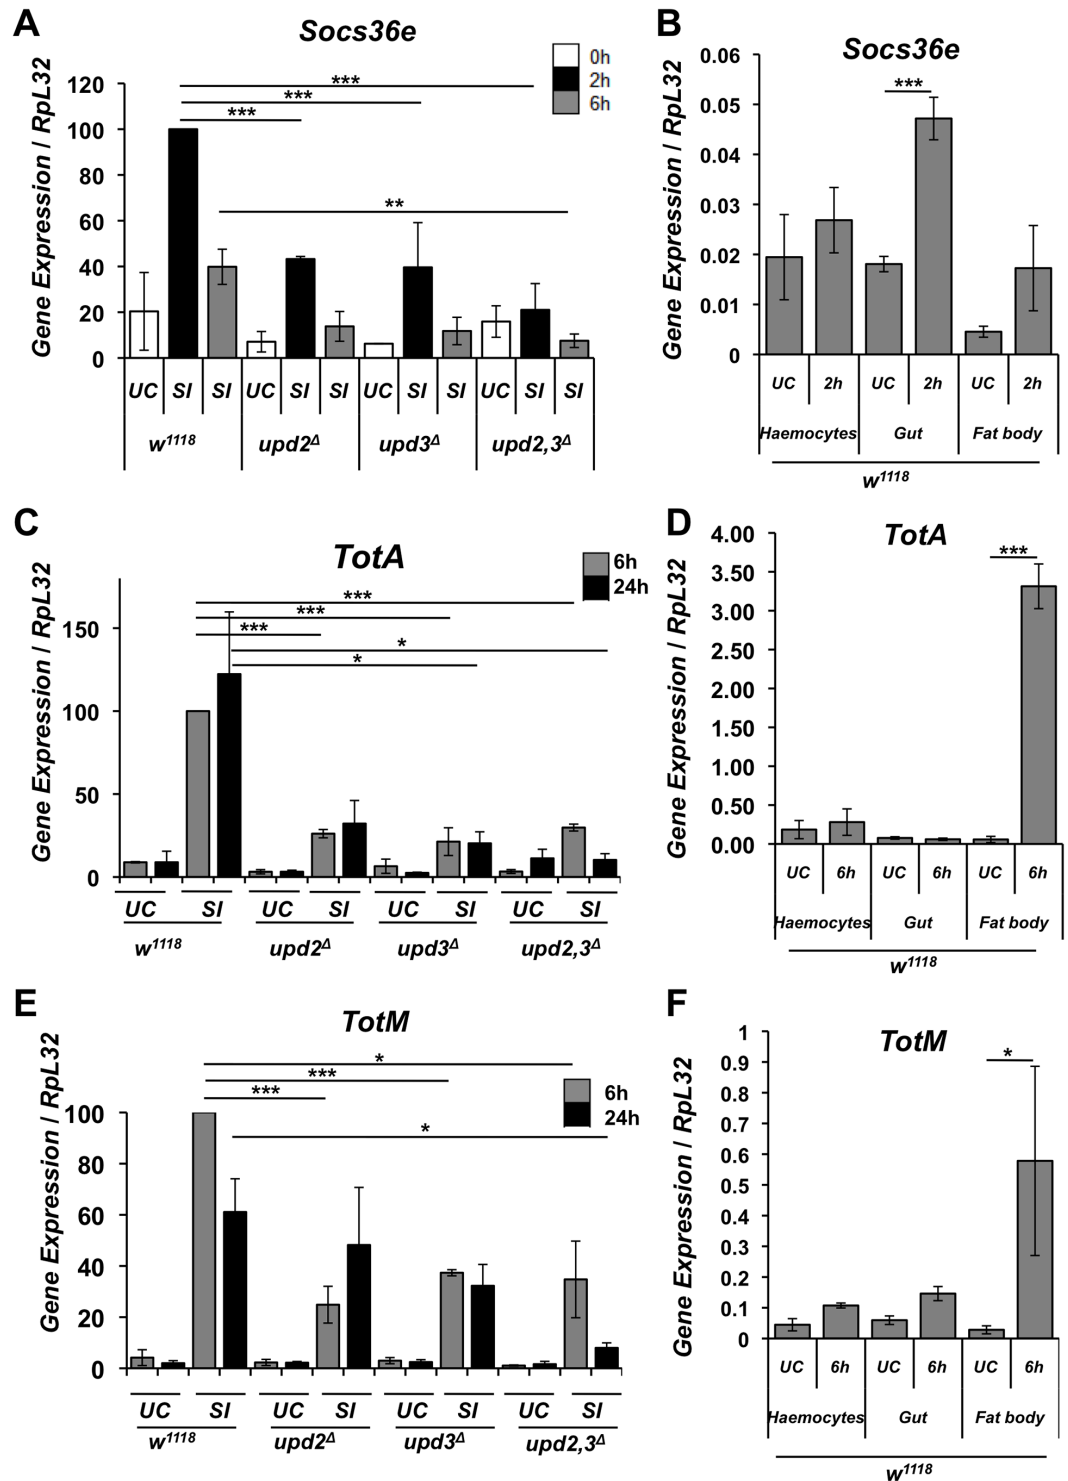 A
Socs36e
0h
2h
6h
Gene Expression / RpL32
120
100
80
60
40
20
0
***
***
***
**
UC SI SI UC SI SI UC SI SI UC SI SI
w1118 upd2Δ upd3Δ upd2,3Δ
B
Socs36e
Gene Expression / RpL32
0.06
0.05
0.04
0.03
0.02
0.01
0
***
UC 2h UC 2h UC 2h
Haemocytes Gut Fat body
w1118
C
TotA
6h
24h
Gene Expression / RpL32
150
100
50
0
***
***
***
*
*
UC SI UC SI UC SI UC SI
w1118 upd2Δ upd3Δ upd2,3Δ
D
TotA
Gene Expression / RpL32
4.00
3.50
3.00
2.50
2.00
1.50
1.00
0.50
0.00
***
UC 6h UC 6h UC 6h
Haemocytes Gut Fat body
w1118
E
TotM
6h
24h
Gene Expression / RpL32
100
80
60
40
20
0
*
***
***
*
UC SI UC SI UC SI UC SI
w1118 upd2Δ upd3Δ upd2,3Δ
F
TotM
Gene Expression / RpL32
1
0.9
0.8
0.7
0.6
0.5
0.4
0.3
0.2
0.1
0
*
UC 6h UC 6h UC 6h
Haemocytes Gut Fat body
w1118